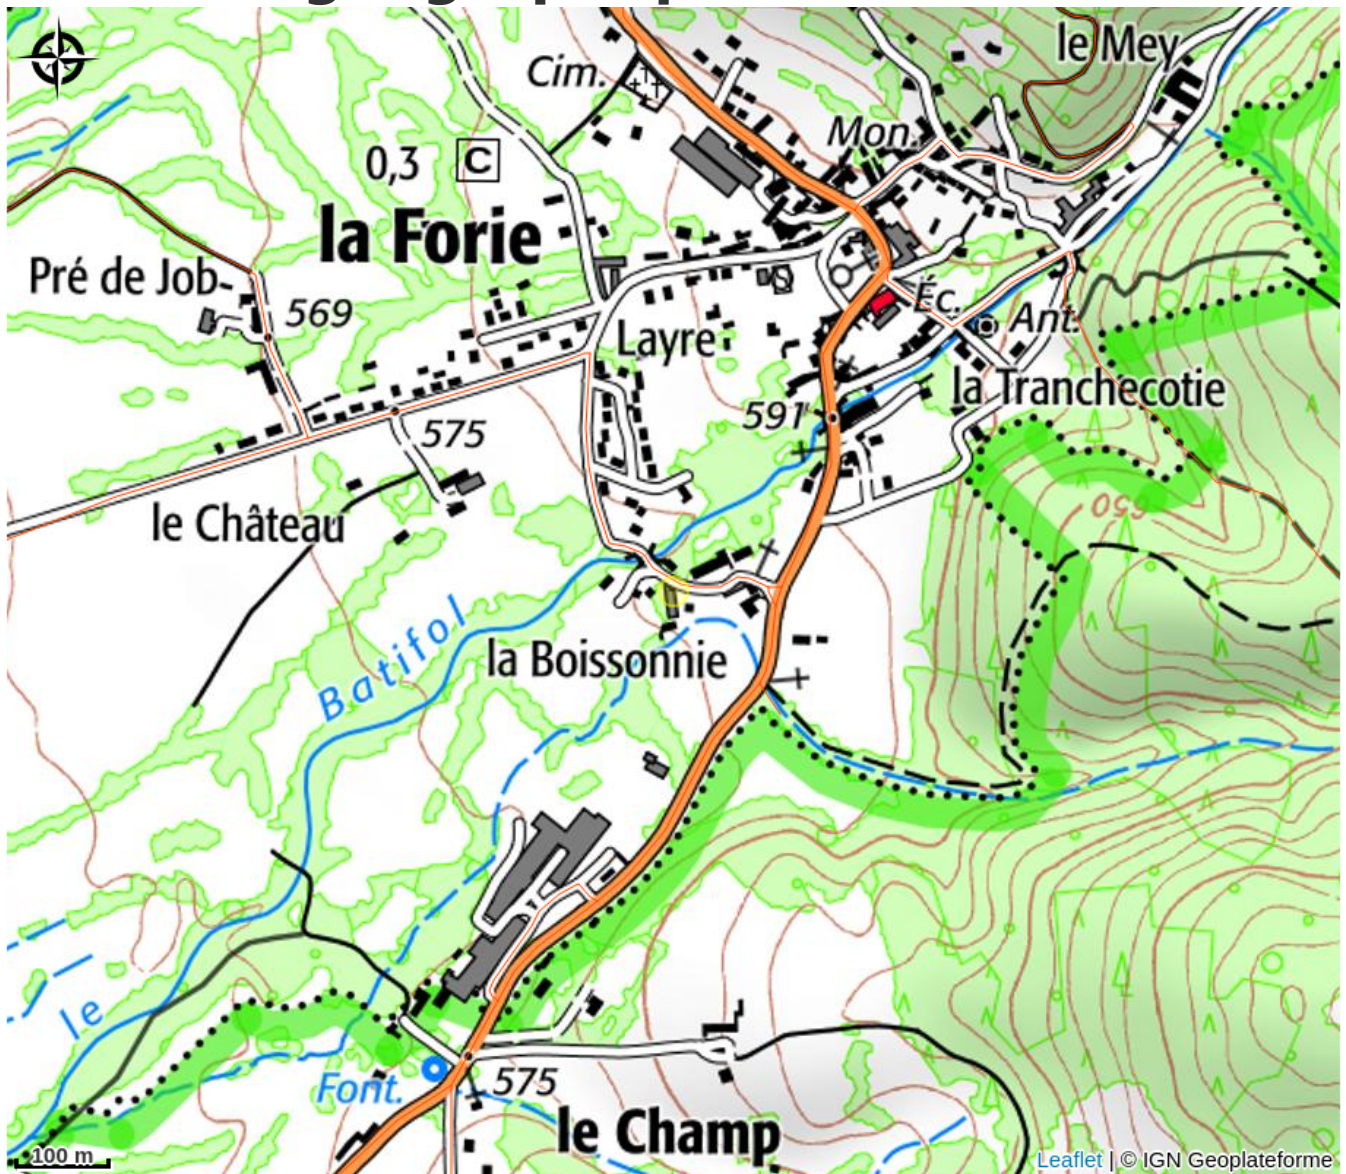 le Mey
Cim.
Mon.
0,3 C
la Forie
Pré de Job
569
Éc.
Ant.
Layre
la Tranchecotie
591
575
le Château
650
Batifol
la Boissonnie
le
Font.
575
le Champ
100 m
Leaflet | © IGN Geoplateforme